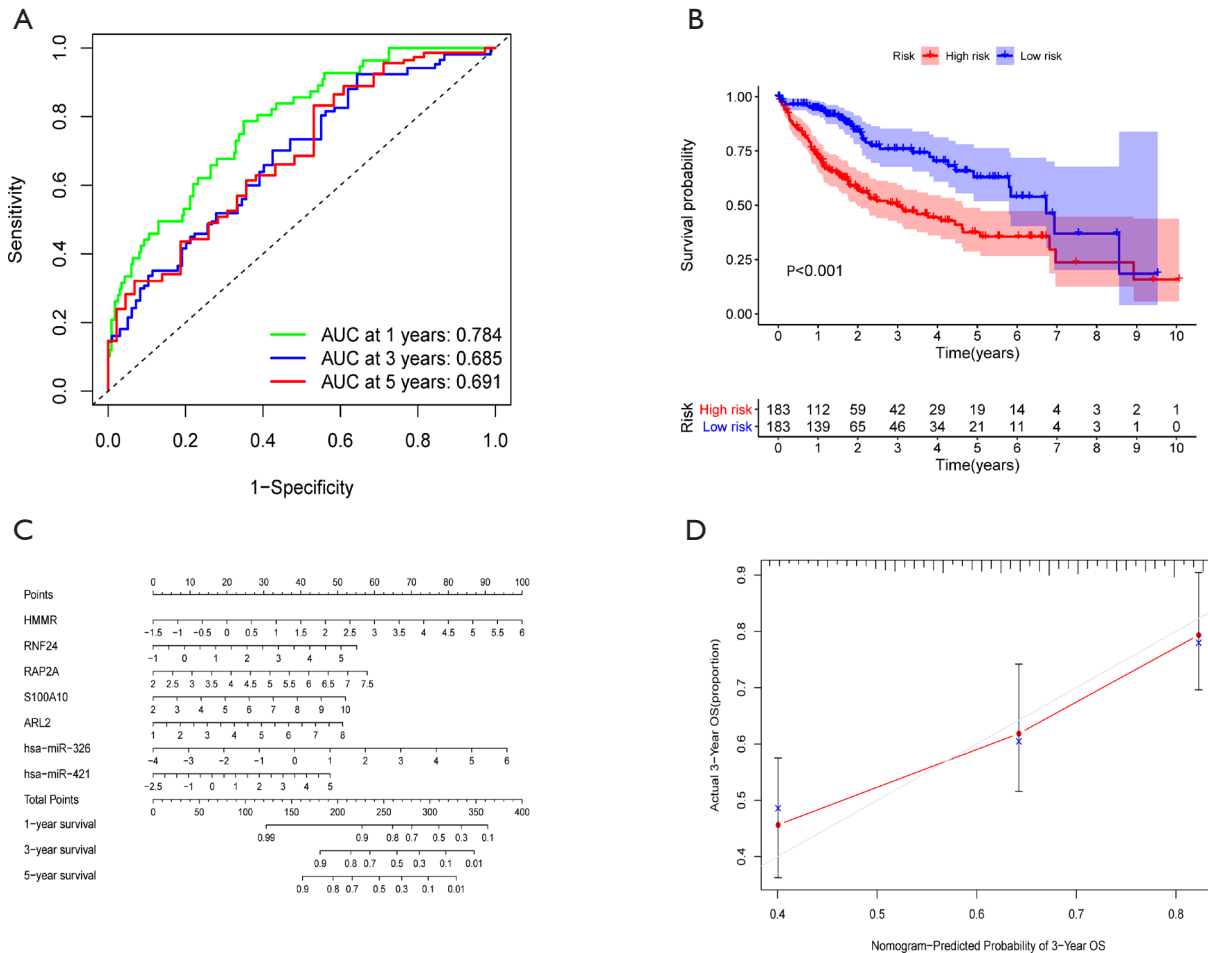 A
Sensitivity
0.0 0.2 0.4 0.6 0.8 1.0
AUC at 1 years: 0.784
AUC at 3 years: 0.685
AUC at 5 years: 0.691
0.0 0.2 0.4 0.6 0.8 1.0
1−Specificity
B
Risk High risk Low risk
Survival probability
1.00
0.75
0.50
0.25
0.00
P<0.001
0 1 2 3 4 5 6 7 8 9 10
Time(years)
Risk
High risk 183 112 59 42 29 19 14 4 3 2 1
Low risk 183 139 65 46 34 21 11 4 3 1 0
0 1 2 3 4 5 6 7 8 9 10
Time(years)
C
Points 0 10 20 30 40 50 60 70 80 90 100
HMMR −1.5 −1 −0.5 0 0.5 1 1.5 2 2.5 3 3.5 4 4.5 5 5.5 6
RNF24 −1 0 1 2 3 4 5
RAP2A 2 2.5 3 3.5 4 4.5 5 5.5 6 6.5 7 7.5
S100A10 2 3 4 5 6 7 8 9 10
ARL2 1 2 3 4 5 6 7 8
hsa−miR−326 −4 −3 −2 −1 0 1 2 3 4 5 6
hsa−miR−421 −2.5 −1 0 1 2 3 4 5
Total Points 0 50 100 150 200 250 300 350 400
1−year survival 0.99 0.9 0.8 0.7 0.5 0.3 0.1
3−year survival 0.9 0.8 0.7 0.5 0.3 0.1 0.01
5−year survival 0.9 0.8 0.7 0.5 0.3 0.1 0.01
D
Actual 3−Year OS(proportion)
0.9
0.8
0.7
0.6
0.5
0.4
0.4 0.5 0.6 0.7 0.8
Nomogram−Predicted Probability of 3−Year OS